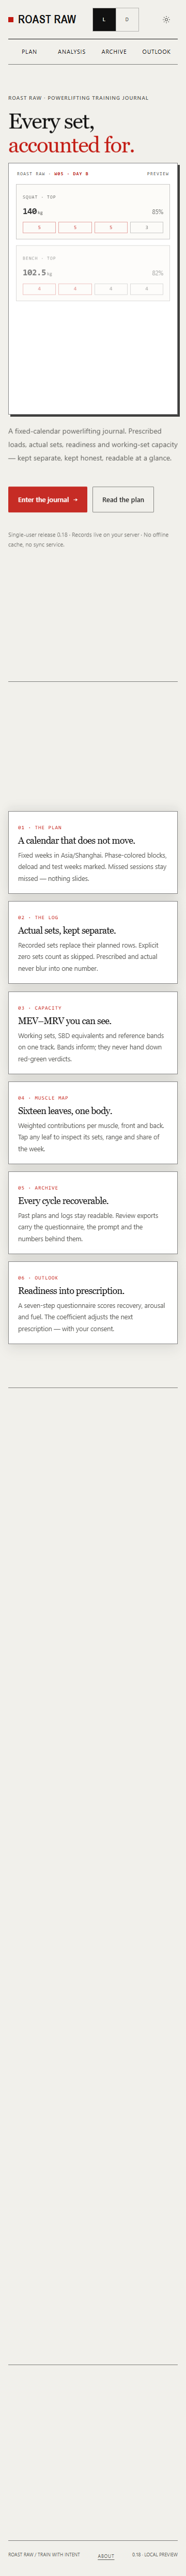 ROAST RAW L D
PLAN ANALYSIS ARCHIVE OUTLOOK
ROAST RAW · POWERLIFTING TRAINING JOURNAL
Every set,
accounted for.
ROAST RAW · W05 · DAY B PREVIEW
SQUAT · TOP
140kg 85%
5 5 5 3
BENCH · TOP
102.5kg 82%
4 4 4 4
A fixed-calendar powerlifting journal. Prescribed
loads, actual sets, readiness and working-set capacity
— kept separate, kept honest, readable at a glance.
Enter the journal →
Read the plan
Single-user release 0.16 · Records live on your server · No offline
cache, no sync service.
01 · THE PLAN
A calendar that does not move.
Fixed weeks in Asia/Shanghai. Phase-colored blocks,
deload and test weeks marked. Missed sessions stay
missed — nothing slides.
02 · THE LOG
Actual sets, kept separate.
Recorded sets replace their planned rows. Explicit
zero sets count as skipped. Prescribed and actual
never blur into one number.
03 · CAPACITY
MEV–MRV you can see.
Working sets, SBD equivalents and reference bands
on one track. Bands inform; they never hand down
red-green verdicts.
04 · MUSCLE MAP
Sixteen leaves, one body.
Weighted contributions per muscle, front and back.
Tap any leaf to inspect its sets, range and share of
the week.
05 · ARCHIVE
Every cycle recoverable.
Past plans and logs stay readable. Review exports
carry the questionnaire, the prompt and the
numbers behind them.
06 · OUTLOOK
Readiness into prescription.
A seven-step questionnaire scores recovery, arousal
and fuel. The coefficient adjusts the next
prescription — with your consent.
ROAST RAW / TRAIN WITH INTENT ABOUT 0.16 · LOCAL PREVIEW